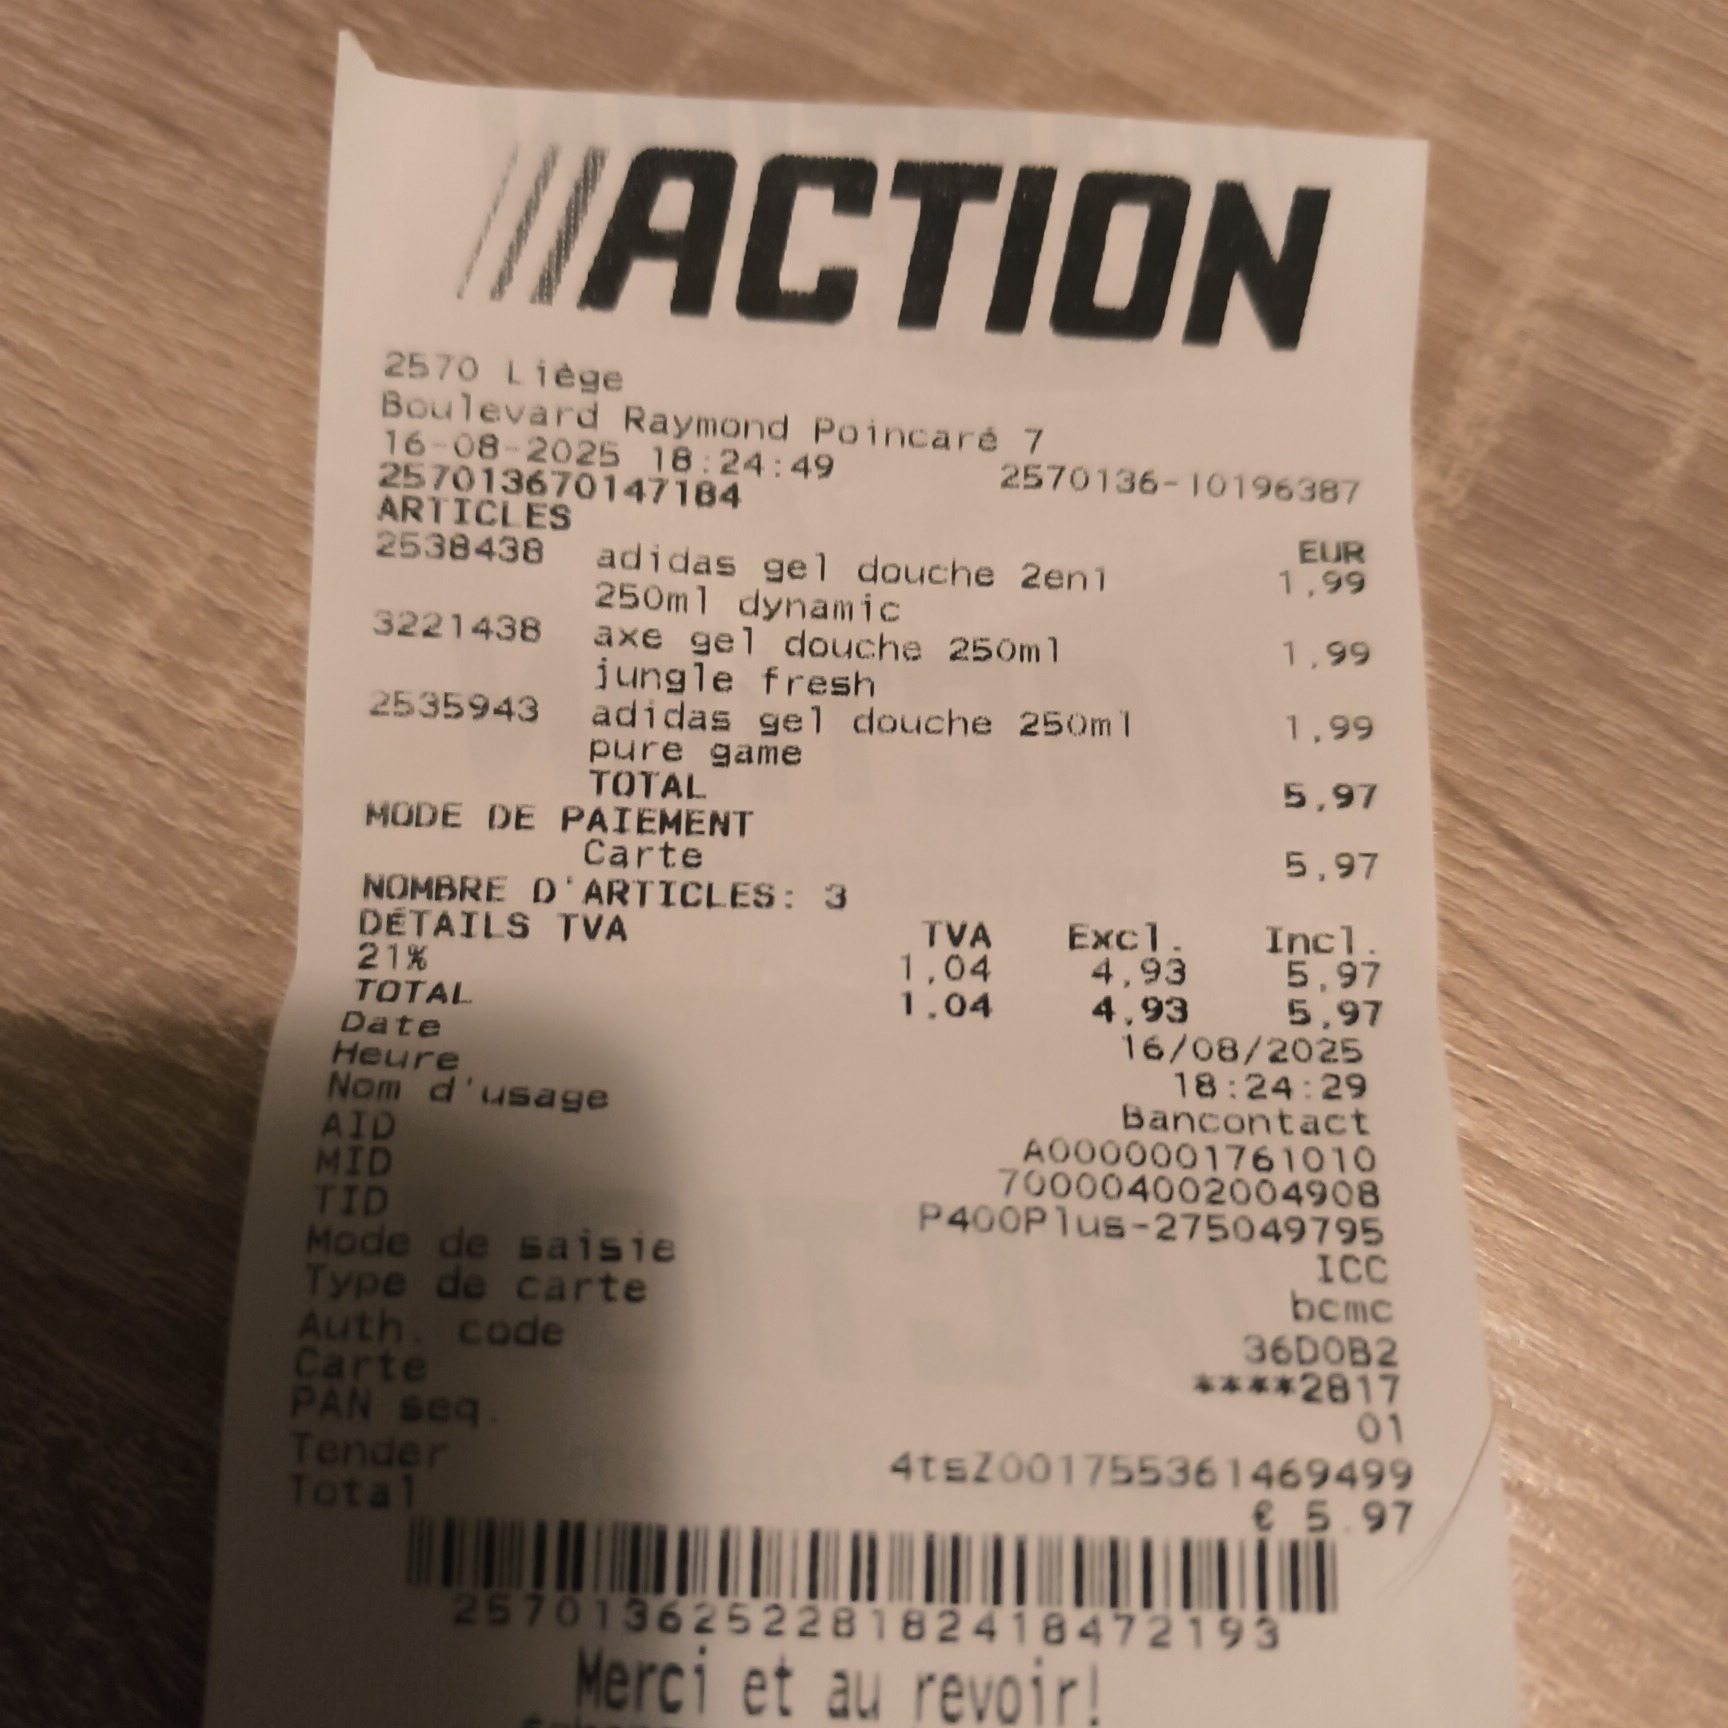 ///ACTION
2570 Liège
Boulevard Raymond Poincaré 7
16-08-2025 18:24:49 2570136-10196387
257013670147184
ARTICLES EUR
2538438 adidas gel douche 2en1 1,99
250ml dynamic
3221438 axe gel douche 250ml 1,99
jungle fresh
2535943 adidas gel douche 250ml 1,99
pure game
TOTAL 5,97
MODE DE PAIEMENT
Carte 5,97
NOMBRE D'ARTICLES: 3
DÉTAILS TVA TVA Excl. Incl.
21% 1,04 4,93 5,97
TOTAL 1,04 4,93 5,97
Date 16/08/2025
Heure 18:24:29
Nom d'usage Bancontact
AID A0000001761010
MID 700004002004908
TID P400Plus-275049795
Mode de saisie ICC
Type de carte bcmc
Auth. code 36D0B2
Carte ****2817
PAN seq. 01
Tender 4tsZ001755361469499
Total € 5.97
257013625228182418472193
Merci et au revoir!